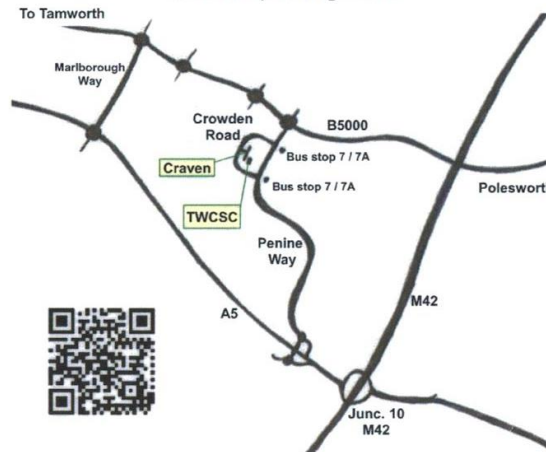 To Tamworth
Marlborough
Way
Crowden
Road
B5000
Bus stop 7 / 7A
Craven
Bus stop 7 / 7A
Poleswort
TWCSC
Penine
Way
A5
M42
Junc. 10
M42